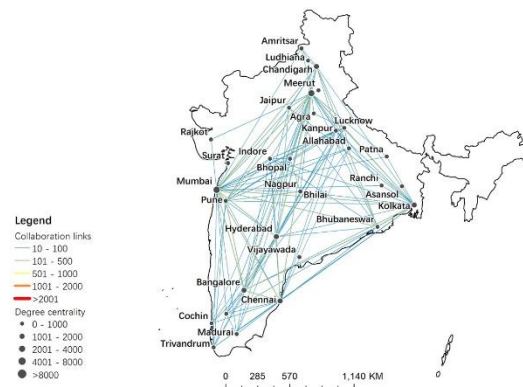 Amritsar
Ludhiana
Chandigarh
Meerut
Jaipur
Agra
Lucknow
Kanpur
Allahabad
Rajkot
Patna
Indore
Surat
Bhopal
Ranchi
Mumbai
Nagpur
Bhilai
Asansol
Pune
Kolkata
Bhubaneswar
Hyderabad
Vijayawada
Bangalore
Chennai
Cochin
Madurai
Trivandrum
Legend
Collaboration links
10 - 100
101 - 500
501 - 1000
1001 - 2000
>2001
Degree centrality
0 - 1000
1001 - 2000
2001 - 4000
4001 - 8000
>8000
0 285 570 1,140 KM